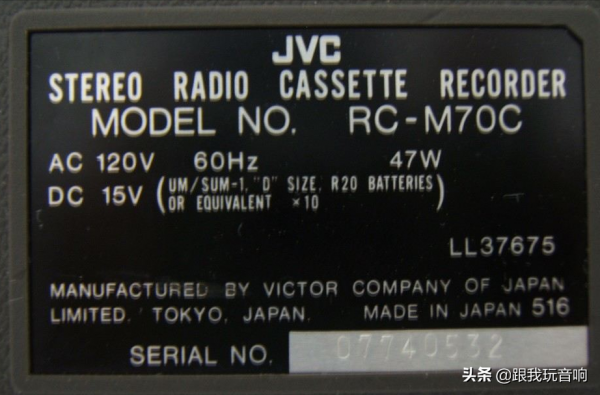 JVC
STEREO RADIO CASSETTE RECORDER
MODEL NO. RC-M70C
AC 120V 60Hz 47W
DC 15V (UM/SUM-1, "D" SIZE, R20 BATTERIES
OR EQUIVALENT ×10)
LL37675
MANUFACTURED BY VICTOR COMPANY OF JAPAN
LIMITED. TOKYO, JAPAN. MADE IN JAPAN 516
SERIAL NO. 07740532
头条 @跟我玩音响